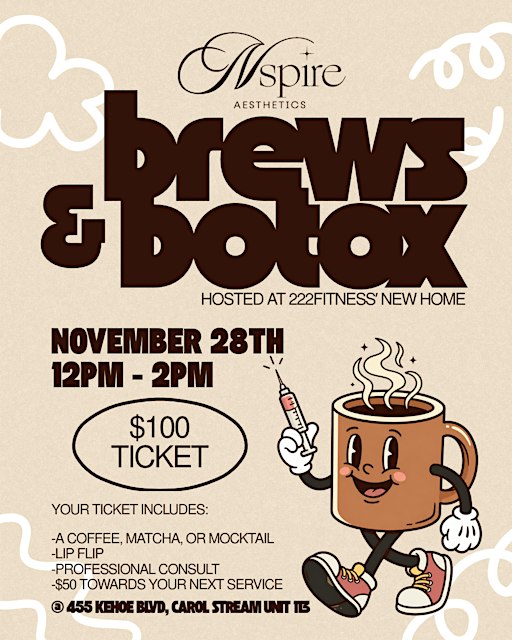 Nspire
AESTHETICS
brews
& botox
HOSTED AT 222FITNESS' NEW HOME
NOVEMBER 28TH
12PM - 2PM
$100
TICKET
YOUR TICKET INCLUDES:
-A COFFEE, MATCHA, OR MOCKTAIL
-LIP FLIP
-PROFESSIONAL CONSULT
-$50 TOWARDS YOUR NEXT SERVICE
@ 455 KEHOE BLVD, CAROL STREAM UNIT 113